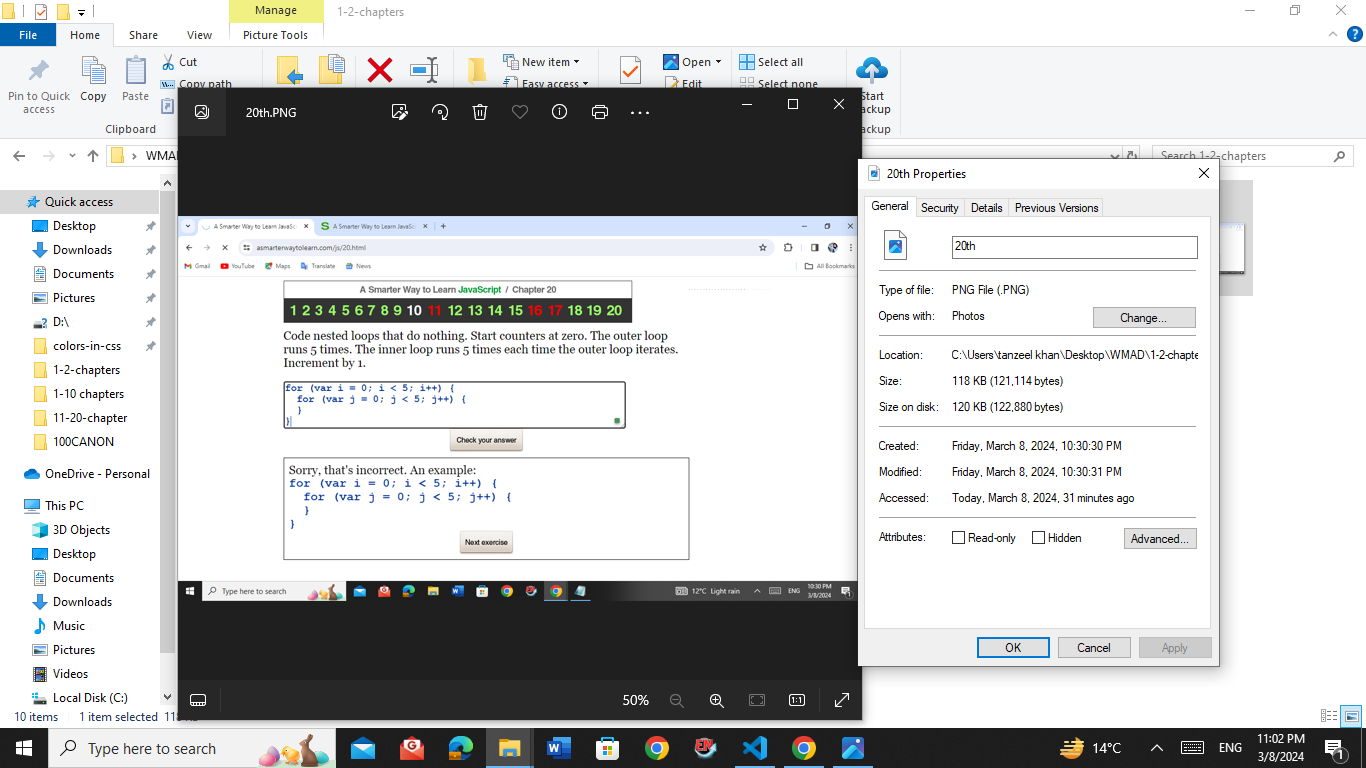 Manage
1-2-chapters
File
Home
Share
View
Picture Tools
Pin to Quick access
Copy
Paste
Cut
Copy path
Clipboard
New item
Easy access
Open
Edit
Select all
Select none
Start
ackup
ackup
WMA
Search 1-2-chapters
Quick access
Desktop
Downloads
Documents
Pictures
D:\
colors-in-css
1-2-chapters
1-10 chapters
11-20-chapter
100CANON
OneDrive - Personal
This PC
3D Objects
Desktop
Documents
Downloads
Music
Pictures
Videos
Local Disk (C:)
10 items
1 item selected
20th.PNG
A Smarter Way to Learn JavaSc
A Smarter Way to Learn JavaSc
asmarterwaytolearn.com/js/20.html
Gmail
YouTube
Maps
Translate
News
All Bookmarks
A Smarter Way to Learn JavaScript / Chapter 20
1 2 3 4 5 6 7 8 9 10 11 12 13 14 15 16 17 18 19 20
Code nested loops that do nothing. Start counters at zero. The outer loop
runs 5 times. The inner loop runs 5 times each time the outer loop iterates.
Increment by 1.
for (var i = 0; i < 5; i++) {
for (var j = 0; j < 5; j++) {
}
}
Check your answer
Sorry, that's incorrect. An example:
for (var i = 0; i < 5; i++) {
for (var j = 0; j < 5; j++) {
}
}
Next exercise
Type here to search
12°C Light rain
ENG
10:30 PM
3/8/2024
50%
1:1
20th Properties
General
Security
Details
Previous Versions
20th
Type of file:
PNG File (.PNG)
Opens with:
Photos
Change...
Location:
C:\Users\tanzeel khan\Desktop\WMAD\1-2-chapte
Size:
118 KB (121,114 bytes)
Size on disk:
120 KB (122,880 bytes)
Created:
Friday, March 8, 2024, 10:30:30 PM
Modified:
Friday, March 8, 2024, 10:30:31 PM
Accessed:
Today, March 8, 2024, 31 minutes ago
Attributes:
Read-only
Hidden
Advanced...
OK
Cancel
Apply
Type here to search
14°C
ENG
11:02 PM
3/8/2024
1